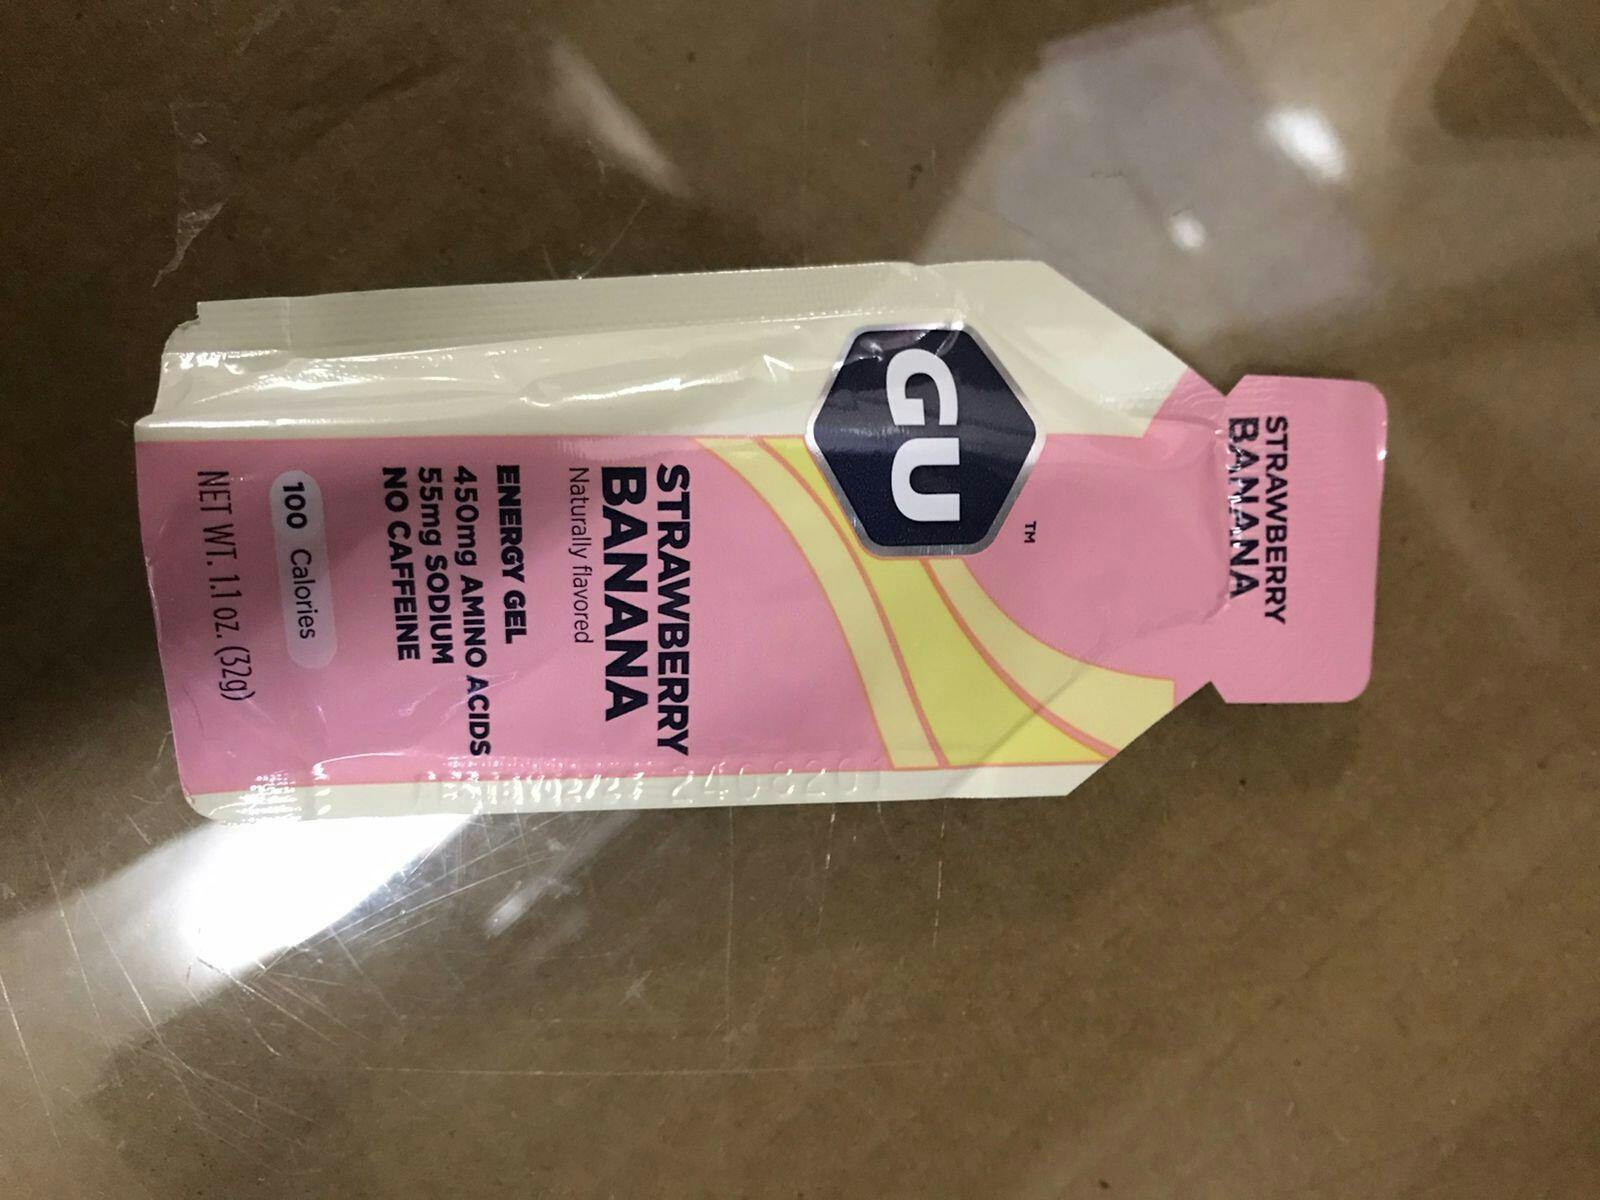 STRAWBERRY
BANANA
GU
TM
STRAWBERRY
BANANA
Naturally flavored
ENERGY GEL
450mg AMINO ACIDS
55mg SODIUM
NO CAFFEINE
100 Calories
NET WT. 1.1 oz. (32g)